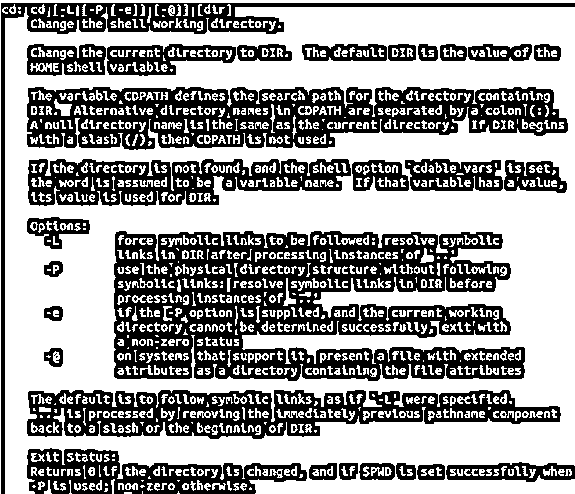 cd: cd [-L|[-P [-e]] [-@]] [dir]
Change the shell working directory.
Change the current directory to DIR. The default DIR is the value of the
HOME shell variable.
The variable CDPATH defines the search path for the directory containing
DIR. Alternative directory names in CDPATH are separated by a colon (:).
A null directory name is the same as the current directory. If DIR begins
with a slash (/), then CDPATH is not used.
If the directory is not found, and the shell option `cdable_vars' is set,
the word is assumed to be a variable name. If that variable has a value,
its value is used for DIR.
Options:
-L force symbolic links to be followed: resolve symbolic
links in DIR after processing instances of `..'
-P use the physical directory structure without following
symbolic links: resolve symbolic links in DIR before
processing instances of `..'
-e if the -P option is supplied, and the current working
directory cannot be determined successfully, exit with
a non-zero status
-@ on systems that support it, present a file with extended
attributes as a directory containing the file attributes
The default is to follow symbolic links, as if `-L' were specified.
`..' is processed by removing the immediately previous pathname component
back to a slash or the beginning of DIR.
Exit Status:
Returns 0 if the directory is changed, and if $PWD is set successfully when
-P is used; non-zero otherwise.